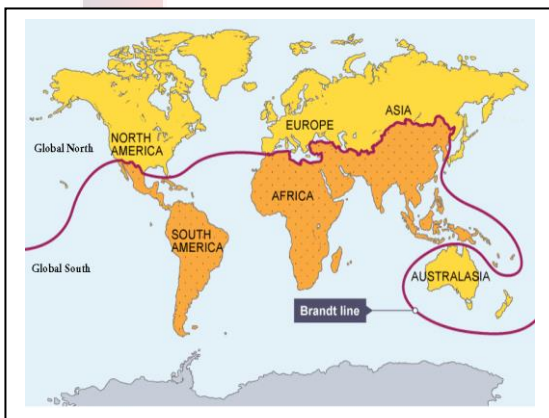 NORTH
AMERICA
EUROPE
ASIA
Global North
AFRICA
SOUTH
AMERICA
Global South
AUSTRALASIA
Brandt line